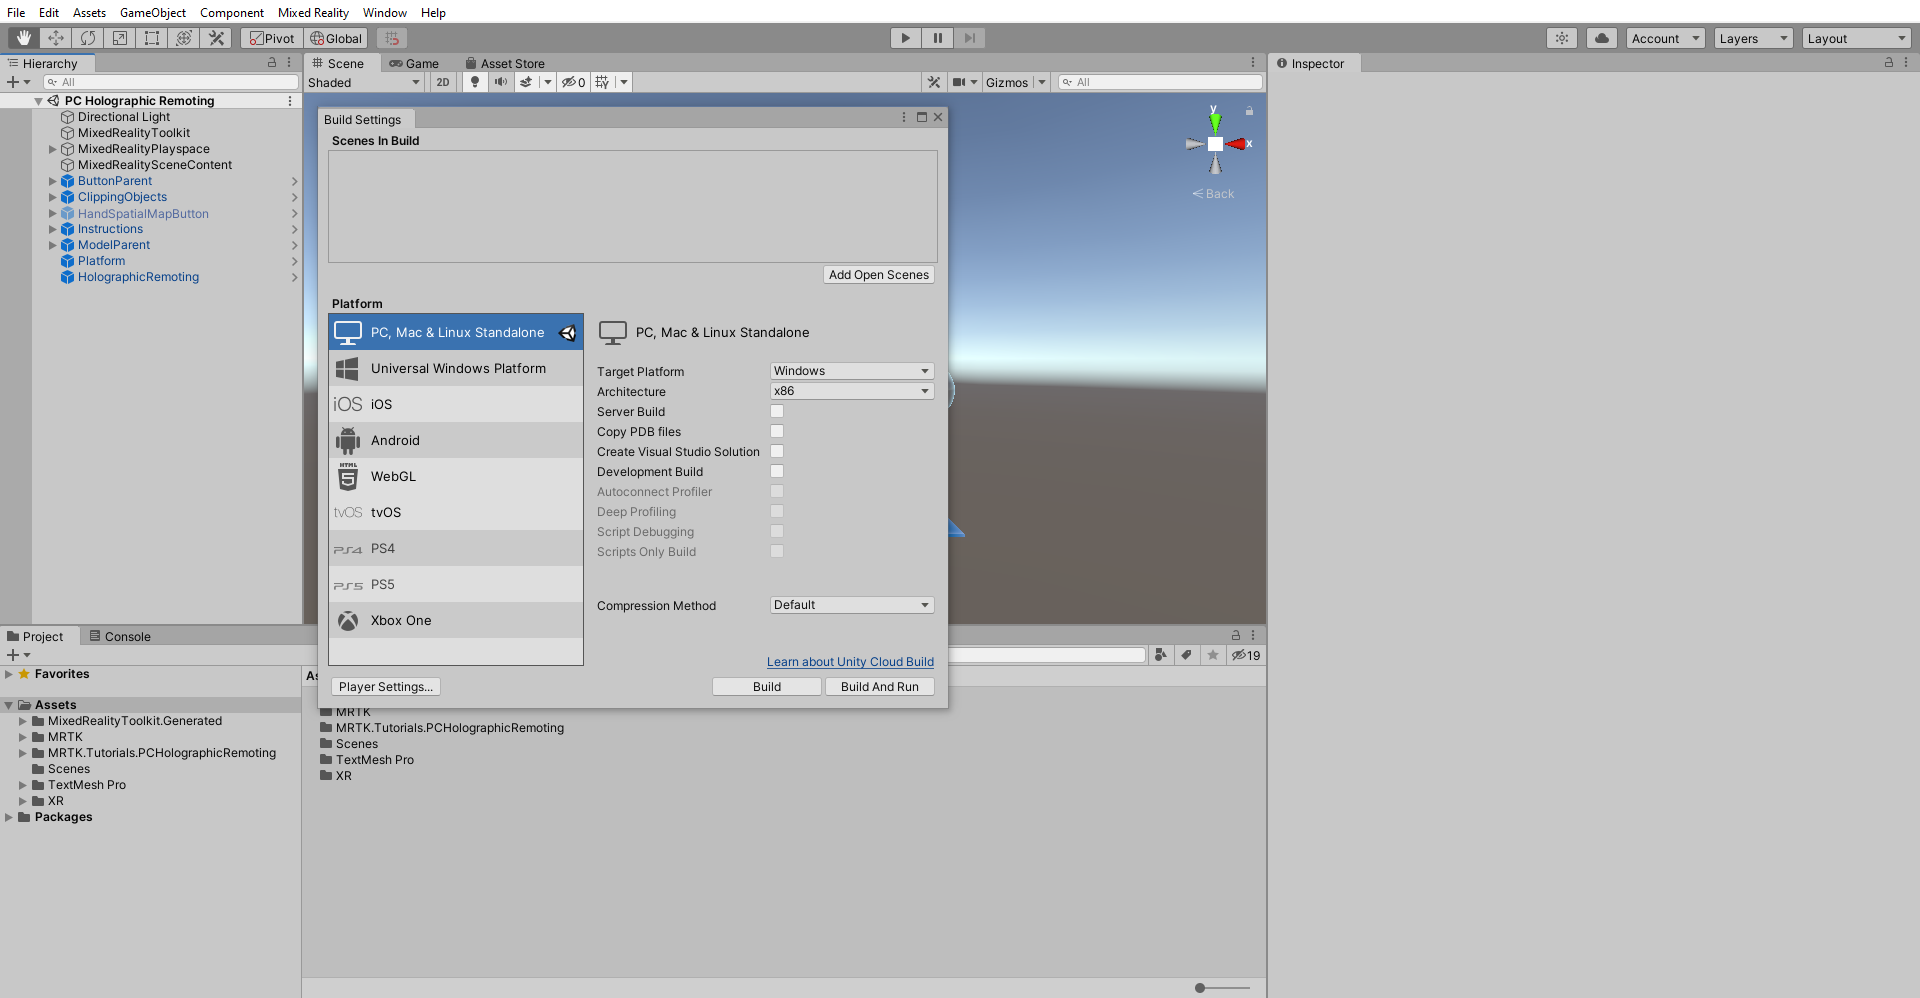 File Edit Assets GameObject Component Mixed Reality Window Help
Pivot Global Account Layers Layout
Hierarchy
All
PC Holographic Remoting
Directional Light
MixedRealityToolkit
MixedRealityPlayspace
MixedRealitySceneContent
ButtonParent
ClippingObjects
HandSpatialMapButton
Instructions
ModelParent
Platform
HolographicRemoting
Scene Game Asset Store
Shaded 2D 0 Gizmos All
y
x
Back
Inspector
Build Settings
Scenes In Build
Add Open Scenes
Platform
PC, Mac & Linux Standalone
Universal Windows Platform
iOS iOS
Android
HTML 5 WebGL
tvOS tvOS
PS4 PS4
PS5 PS5
Xbox One
PC, Mac & Linux Standalone
Target Platform Windows
Architecture x86
Server Build
Copy PDB files
Create Visual Studio Solution
Development Build
Autoconnect Profiler
Deep Profiling
Script Debugging
Scripts Only Build
Compression Method Default
Learn about Unity Cloud Build
Player Settings... Build Build And Run
Project Console
19
Favorites
Assets
MixedRealityToolkit.Generated
MRTK
MRTK.Tutorials.PCHolographicRemoting
Scenes
TextMesh Pro
XR
Packages
MRTK
MRTK.Tutorials.PCHolographicRemoting
Scenes
TextMesh Pro
XR